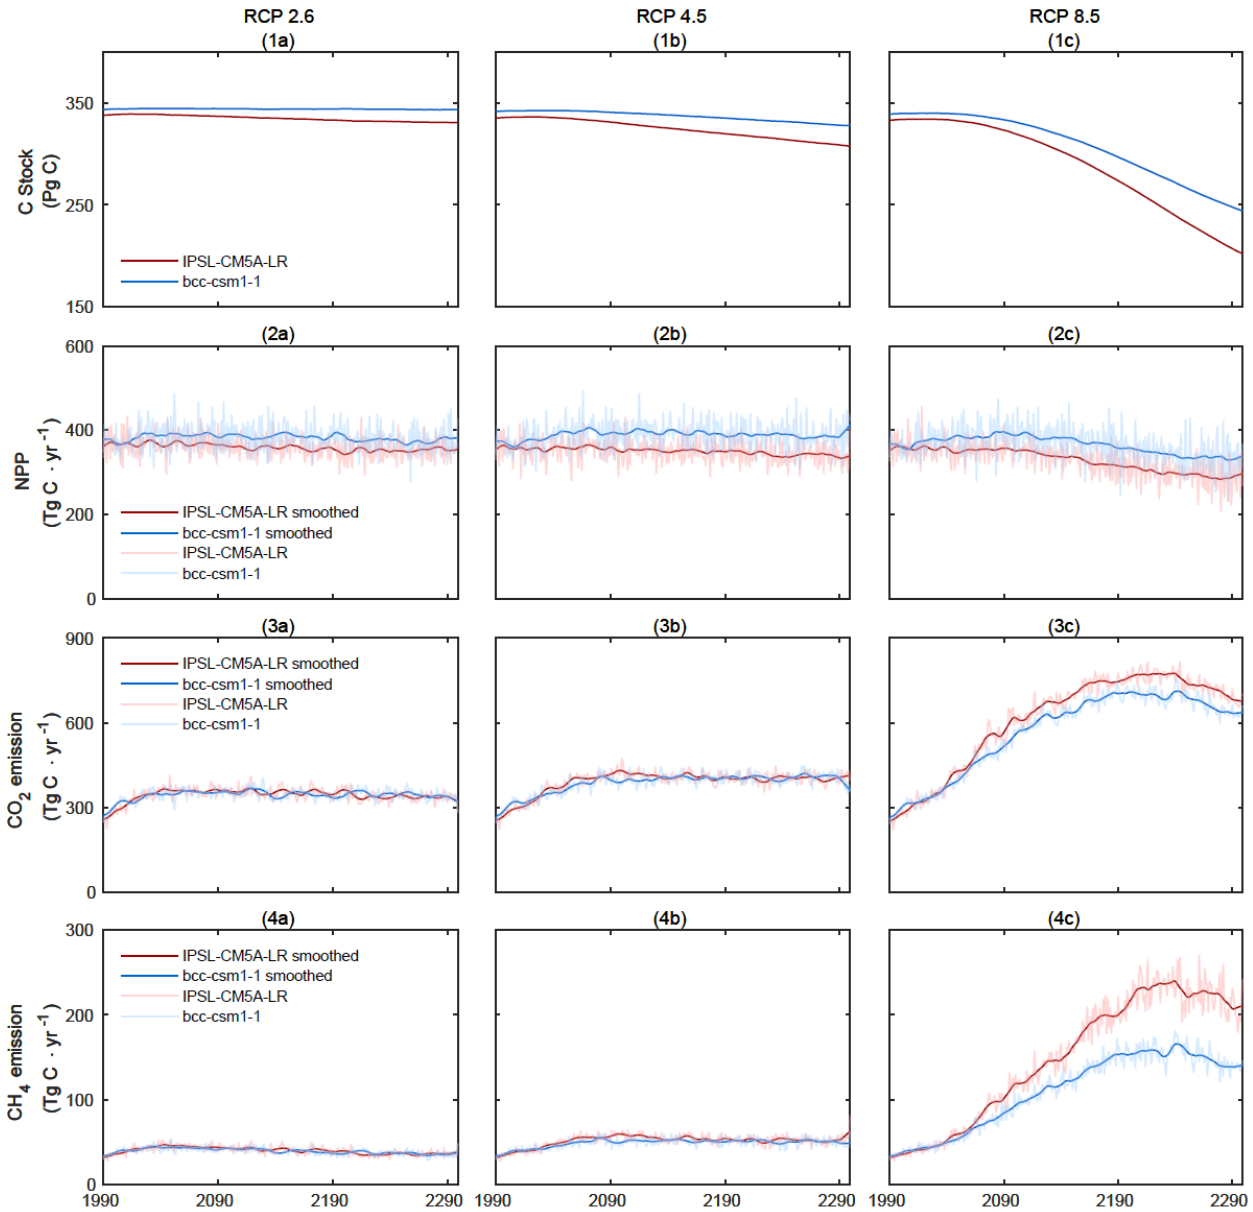 RCP 2.6
RCP 4.5
RCP 8.5
(1a)
(1b)
(1c)
C Stock
(Pg C)
350
250
150
IPSL-CM5A-LR
bcc-csm1-1
(2a)
(2b)
(2c)
NPP
(Tg C · yr⁻¹)
600
400
200
0
IPSL-CM5A-LR smoothed
bcc-csm1-1 smoothed
IPSL-CM5A-LR
bcc-csm1-1
(3a)
(3b)
(3c)
CO₂ emission
(Tg C · yr⁻¹)
900
600
300
0
IPSL-CM5A-LR smoothed
bcc-csm1-1 smoothed
IPSL-CM5A-LR
bcc-csm1-1
(4a)
(4b)
(4c)
CH₄ emission
(Tg C · yr⁻¹)
300
200
100
0
IPSL-CM5A-LR smoothed
bcc-csm1-1 smoothed
IPSL-CM5A-LR
bcc-csm1-1
1990 2090 2190 2290
1990 2090 2190 2290
1990 2090 2190 2290